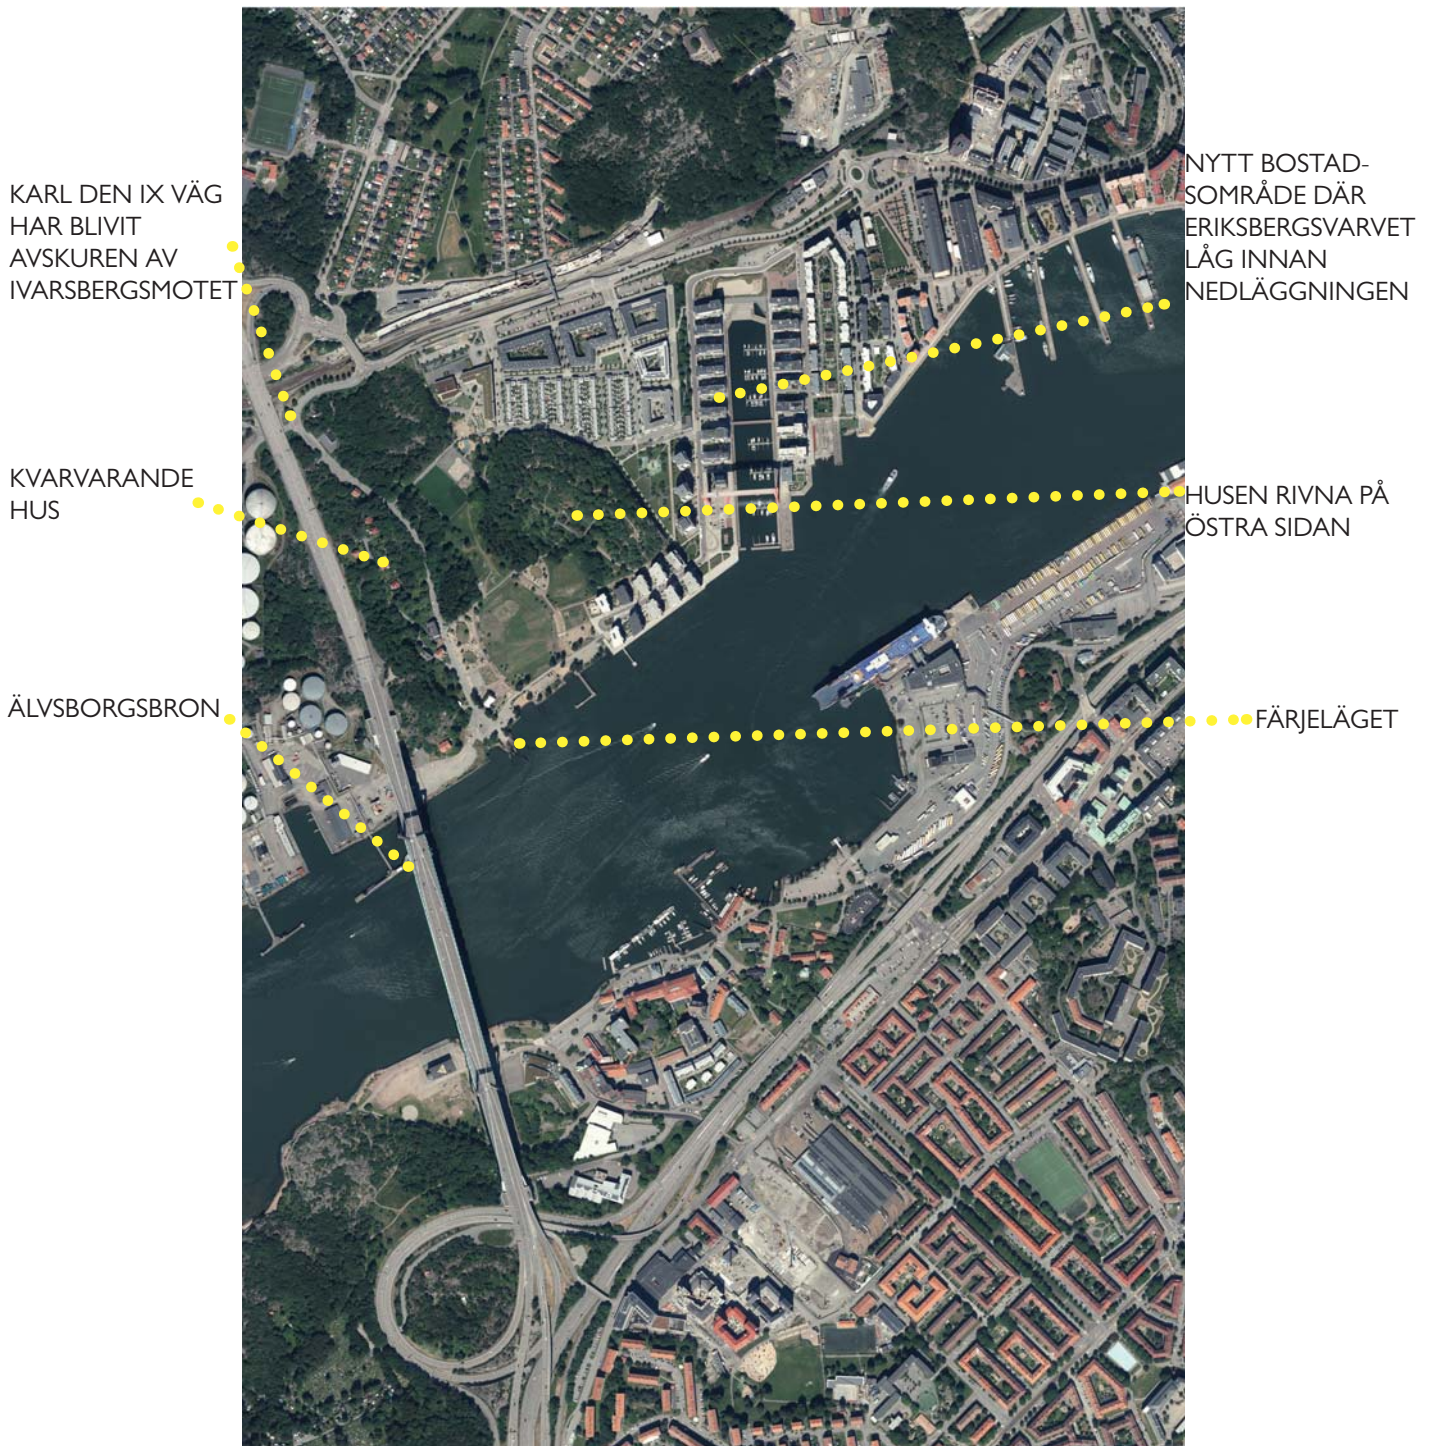 KARL DEN IX VÄG
HAR BLIVIT
AVSKUREN AV
IVARSBERGSMOTET
KVARVARANDE
HUS
ÄLVSBORGSBRON
NYTT BOSTAD-
SOMRÅDE DÄR
ERIKSBERGSVARVET
LÅG INNAN
NEDLÄGGNINGEN
HUSEN RIVNA PÅ
ÖSTRA SIDAN
FÄRJELÄGET